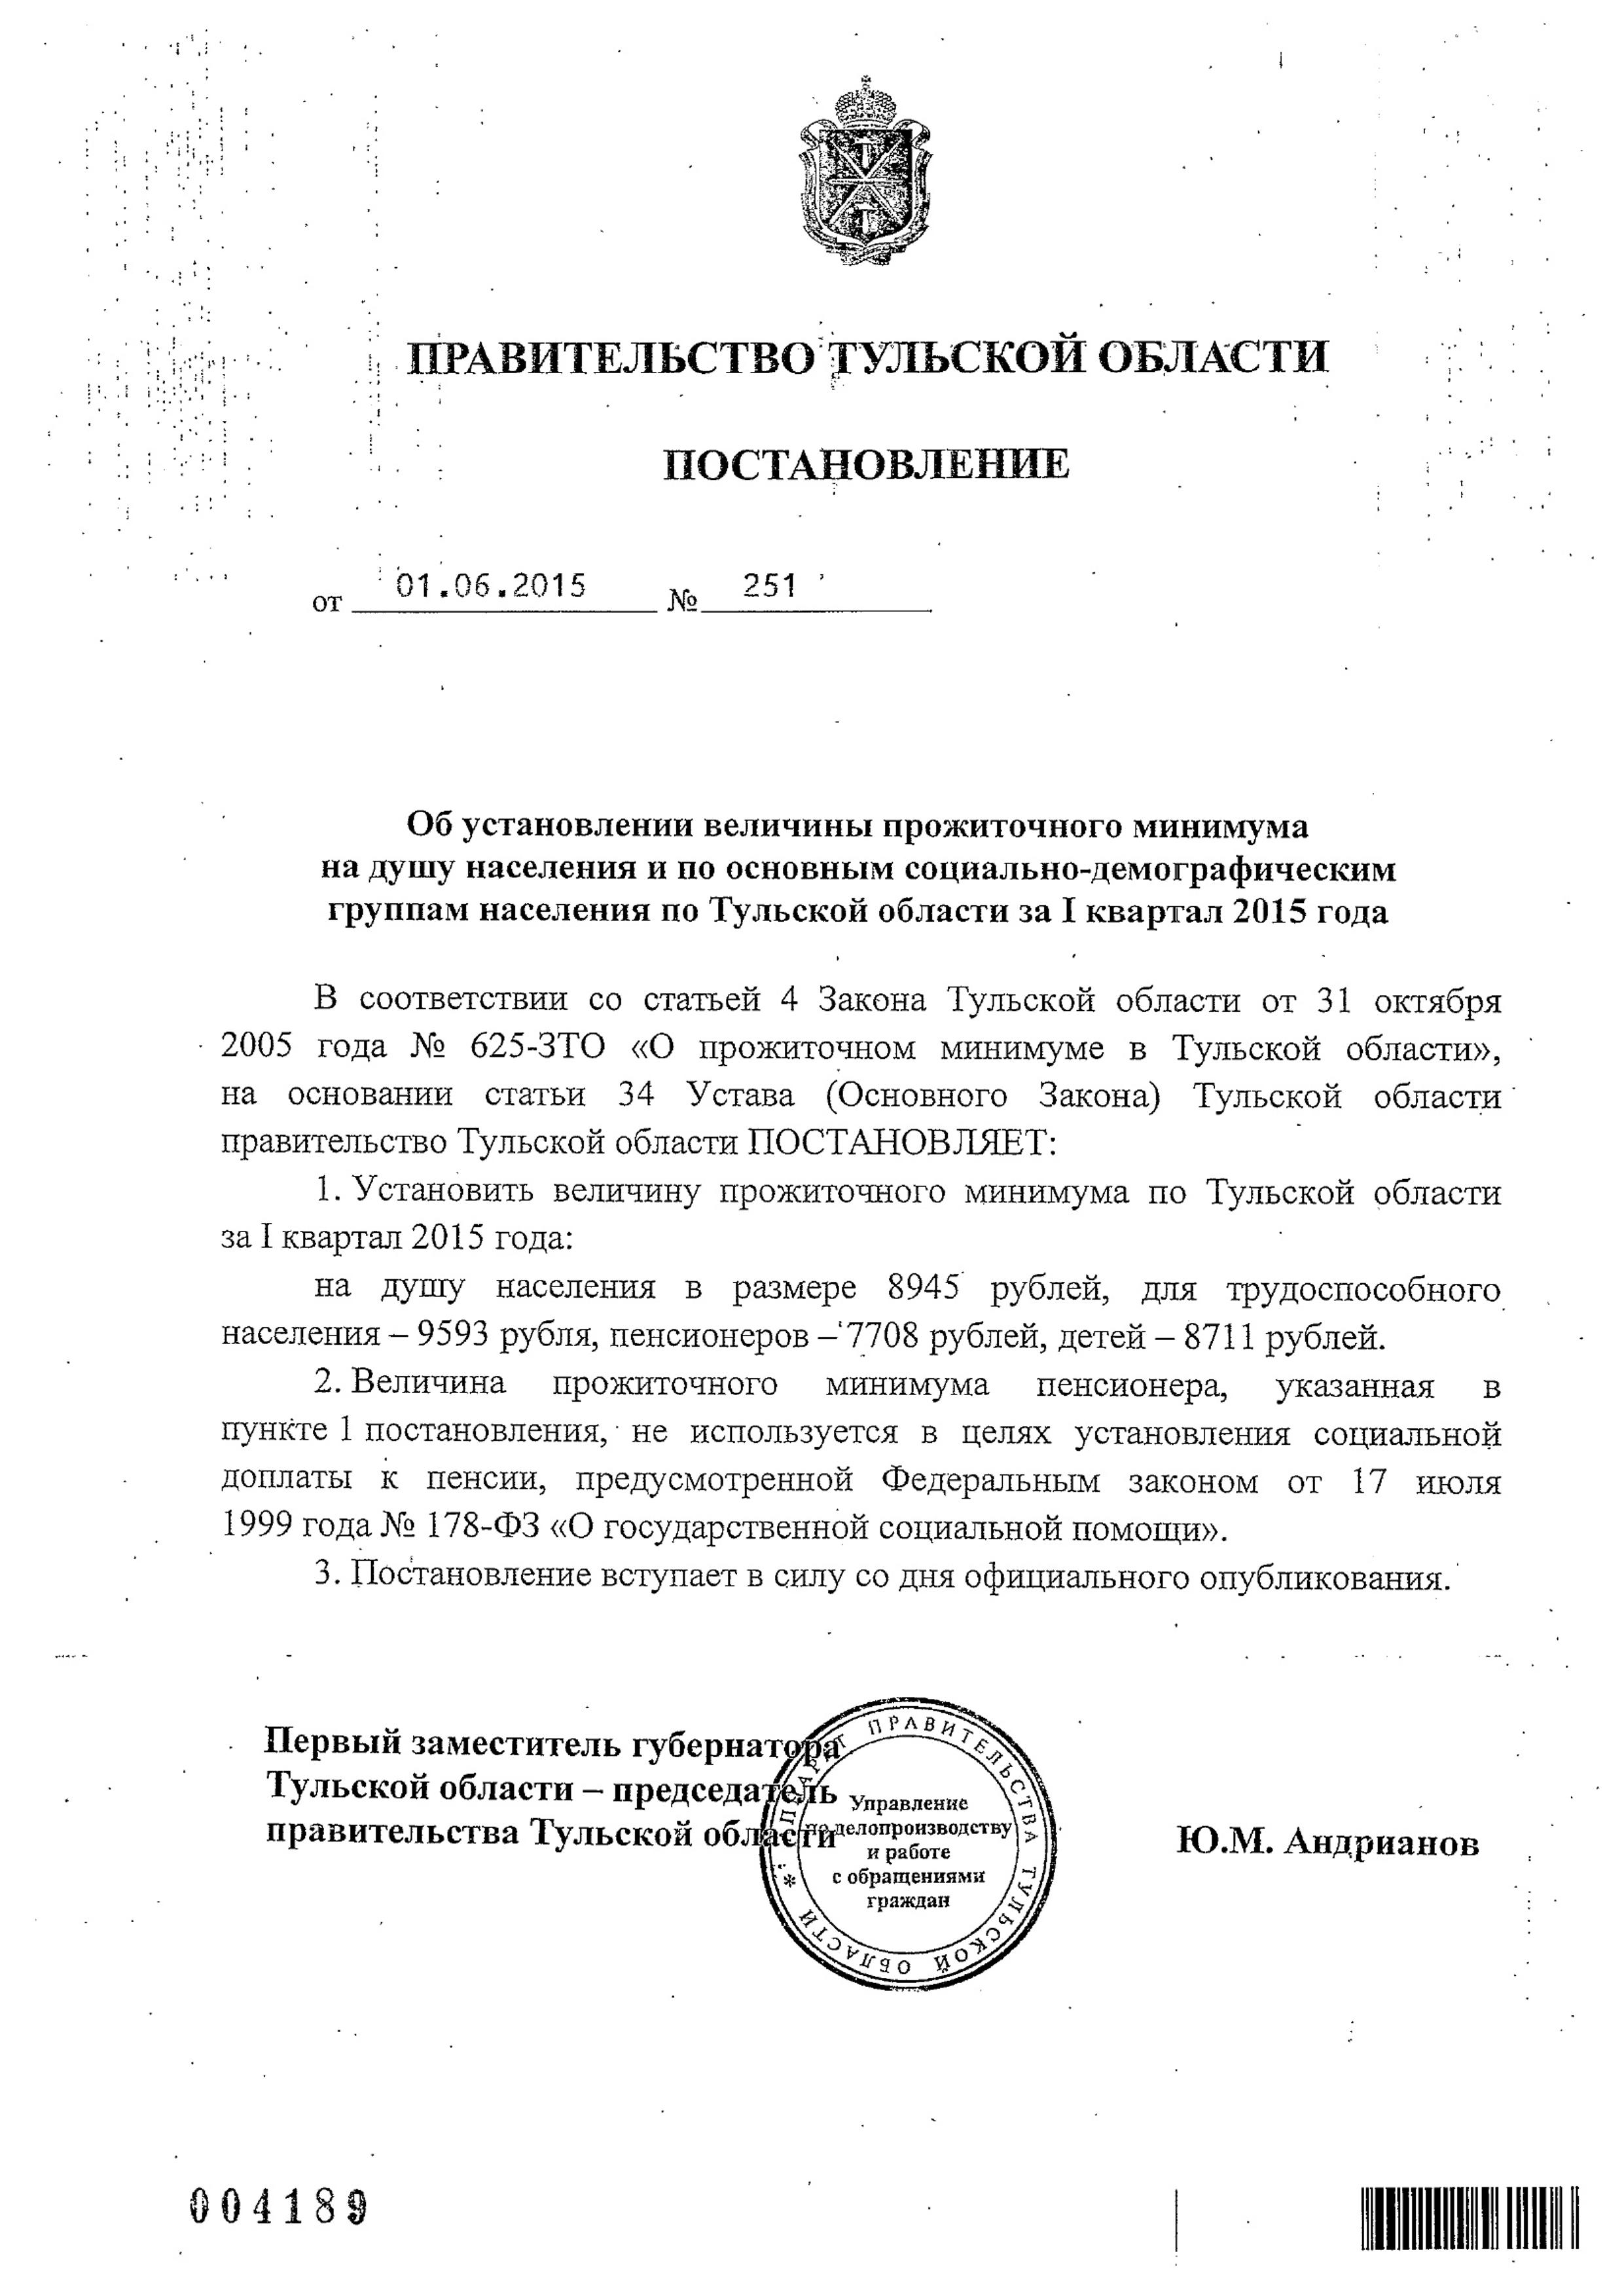 ПРАВИТЕЛЬСТВО ТУЛЬСКОЙ ОБЛАСТИ
ПОСТАНОВЛЕНИЕ
от 01.06.2015 № 251
Об установлении величины прожиточного минимума
на душу населения и по основным социально-демографическим
группам населения по Тульской области за I квартал 2015 года
В соответствии со статьей 4 Закона Тульской области от 31 октября
2005 года № 625-ЗТО «О прожиточном минимуме в Тульской области»,
на основании статьи 34 Устава (Основного Закона) Тульской области
правительство Тульской области ПОСТАНОВЛЯЕТ:
1. Установить величину прожиточного минимума по Тульской области
за I квартал 2015 года:
на душу населения в размере 8945 рублей, для трудоспособного
населения – 9593 рубля, пенсионеров – 7708 рублей, детей – 8711 рублей.
2. Величина прожиточного минимума пенсионера, указанная в
пункте 1 постановления, не используется в целях установления социальной
доплаты к пенсии, предусмотренной Федеральным законом от 17 июля
1999 года № 178-ФЗ «О государственной социальной помощи».
3. Постановление вступает в силу со дня официального опубликования.
Первый заместитель губернатора
Тульской области – председатель
правительства Тульской области
Ю.М. Андрианов
АППАРАТ ПРАВИТЕЛЬСТВА ТУЛЬСКОЙ ОБЛАСТИ *
Управление
по делопроизводству
и работе
с обращениями
граждан
004189